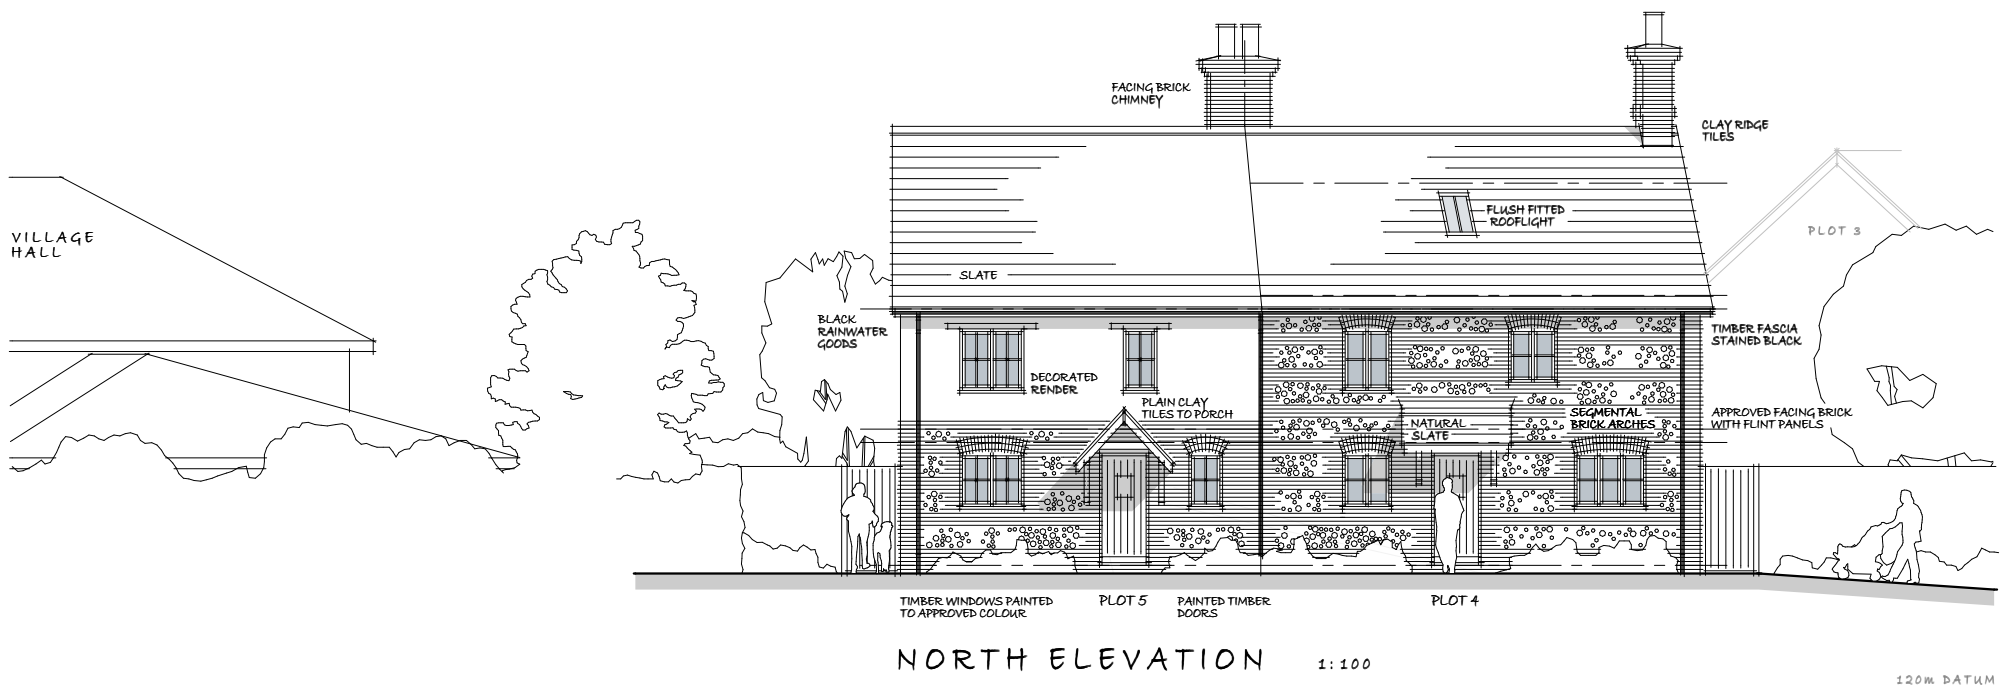 FACING BRICK
CHIMNEY
CLAY RIDGE
TILES
VILLAGE
HALL
FLUSH FITTED
ROOFLIGHT
PLOT 3
SLATE
BLACK
RAINWATER
GOODS
TIMBER FASCIA
STAINED BLACK
DECORATED
RENDER
PLAIN CLAY
TILES TO PORCH
NATURAL
SLATE
SEGMENTAL
BRICK ARCHES
APPROVED FACING BRICK
WITH FLINT PANELS
TIMBER WINDOWS PAINTED
TO APPROVED COLOUR
PLOT 5
PAINTED TIMBER
DOORS
PLOT 4
NORTH ELEVATION
1:100
120m DATUM